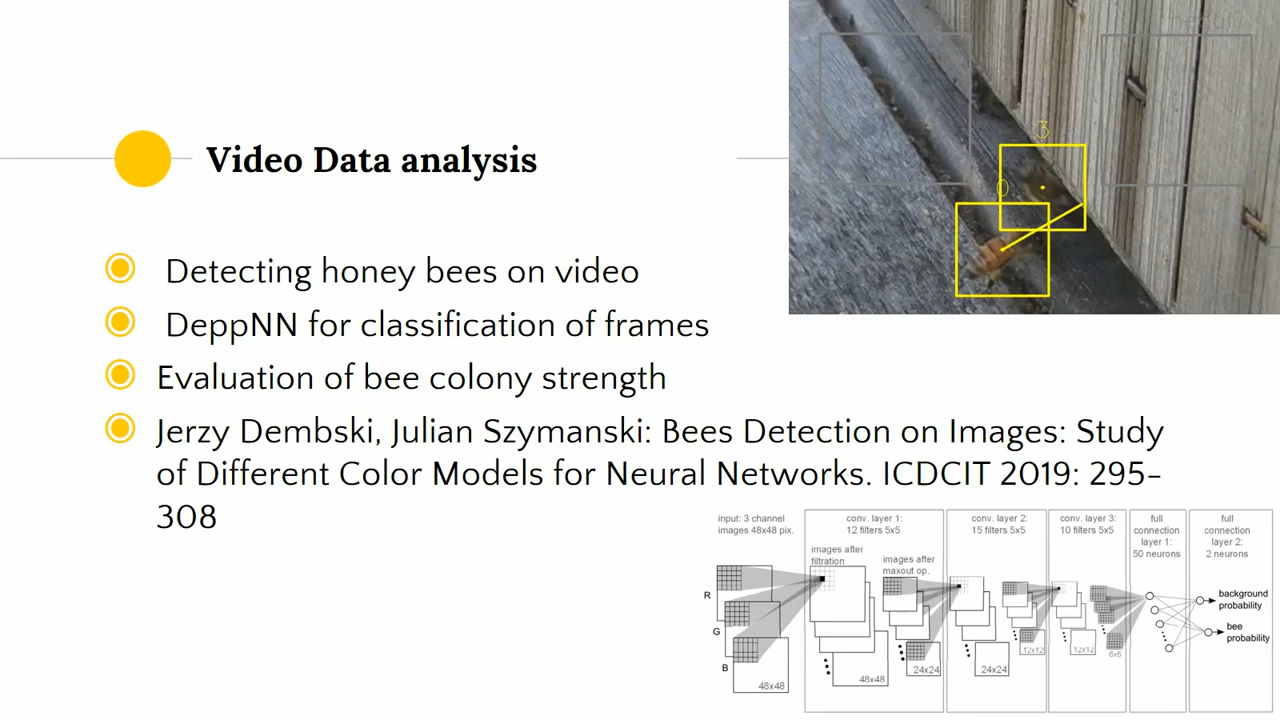 Video Data analysis
Detecting honey bees on video
DeppNN for classification of frames
Evaluation of bee colony strength
Jerzy Dembski, Julian Szymanski: Bees Detection on Images: Study
of Different Color Models for Neural Networks. ICDCIT 2019: 295-
308
3
0
input: 3 channel
images 48x48 pix.
conv. layer 1:
12 filters 5x5
conv. layer 2:
15 filters 5x5
conv. layer 3:
10 filters 5x5
full
connection
layer 1:
50 neurons
full
connection
layer 2:
2 neurons
images after
filtration
images after
maxout op.
R
G
B
48x48
48x48
24x24
24x24
12x12
12x12
6x6
background
probability
bee
probability